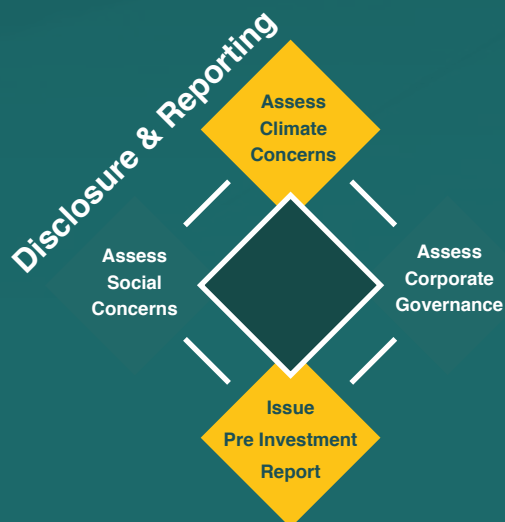 Disclosure & Reporting
Assess
Climate
Concerns
Assess
Social
Concerns
Assess
Corporate
Governance
Issue
Pre Investment
Report